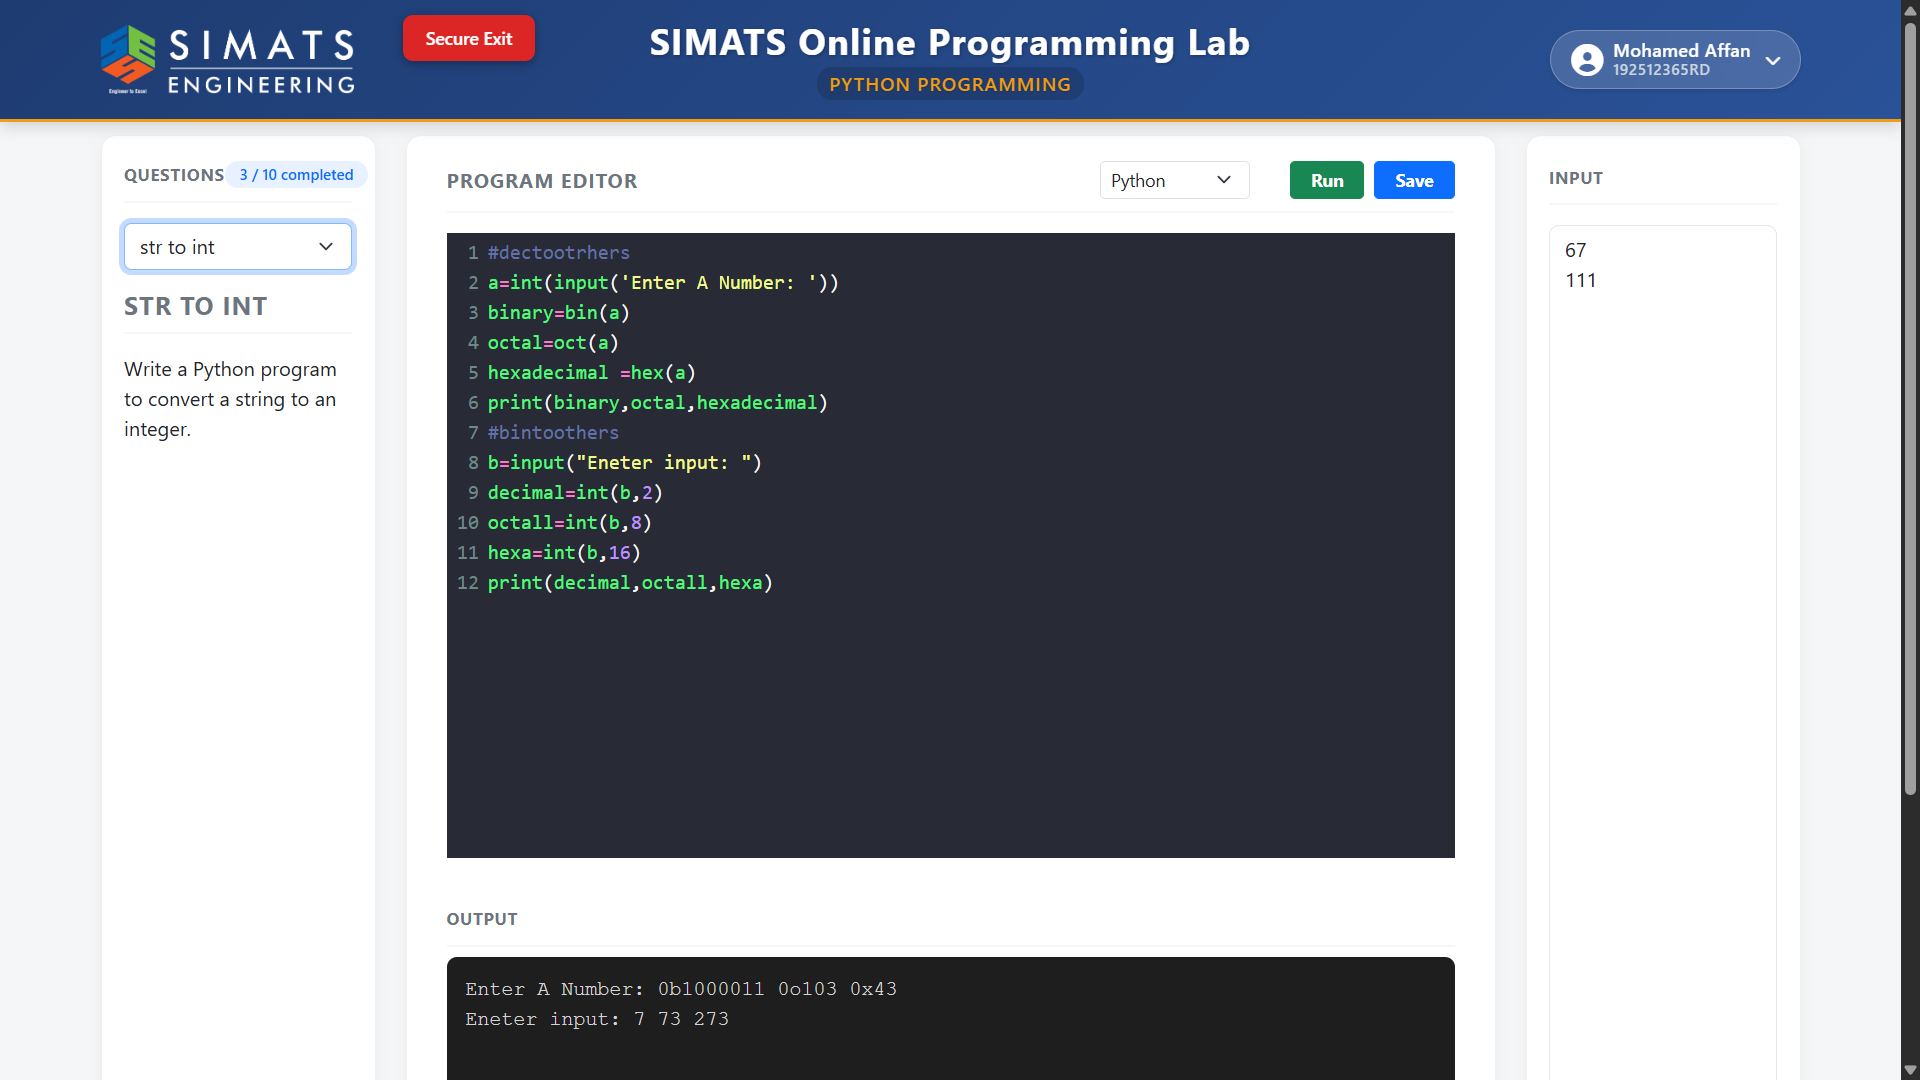 SIMATS
ENGINEERING
Engineer to Excel
Secure Exit
SIMATS Online Programming Lab
PYTHON PROGRAMMING
Mohamed Affan
192512365RD
QUESTIONS
3 / 10 completed
str to int
STR TO INT
Write a Python program
to convert a string to an
integer.
PROGRAM EDITOR
Python
Run
Save
1 #dectootrhers
2 a=int(input('Enter A Number: '))
3 binary=bin(a)
4 octal=oct(a)
5 hexadecimal =hex(a)
6 print(binary,octal,hexadecimal)
7 #bintoothers
8 b=input("Eneter input: ")
9 decimal=int(b,2)
10 octall=int(b,8)
11 hexa=int(b,16)
12 print(decimal,octall,hexa)
OUTPUT
Enter A Number: 0b1000011 0o103 0x43
Eneter input: 7 73 273
INPUT
67
111